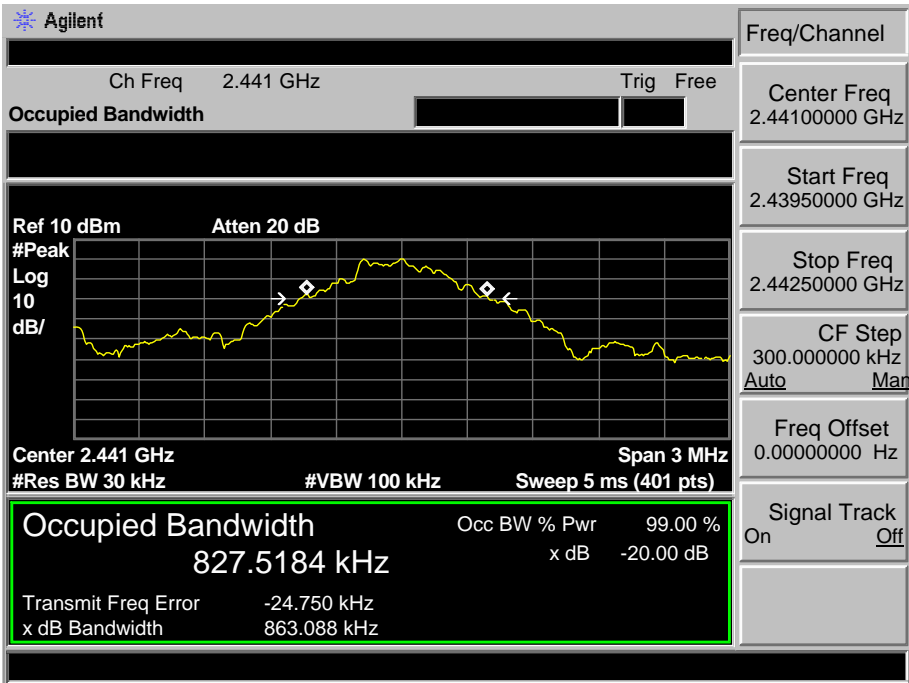 Agilent
Freq/Channel
Ch Freq 2.441 GHz Trig Free
Occupied Bandwidth
Center Freq
2.44100000 GHz
Start Freq
2.43950000 GHz
Stop Freq
2.44250000 GHz
CF Step
300.000000 kHz
Auto Man
Freq Offset
0.00000000 Hz
Signal Track
On Off
Ref 10 dBm Atten 20 dB
#Peak
Log
10
dB/
Center 2.441 GHz Span 3 MHz
#Res BW 30 kHz #VBW 100 kHz Sweep 5 ms (401 pts)
Occupied Bandwidth Occ BW % Pwr 99.00 %
827.5184 kHz x dB -20.00 dB
Transmit Freq Error -24.750 kHz
x dB Bandwidth 863.088 kHz